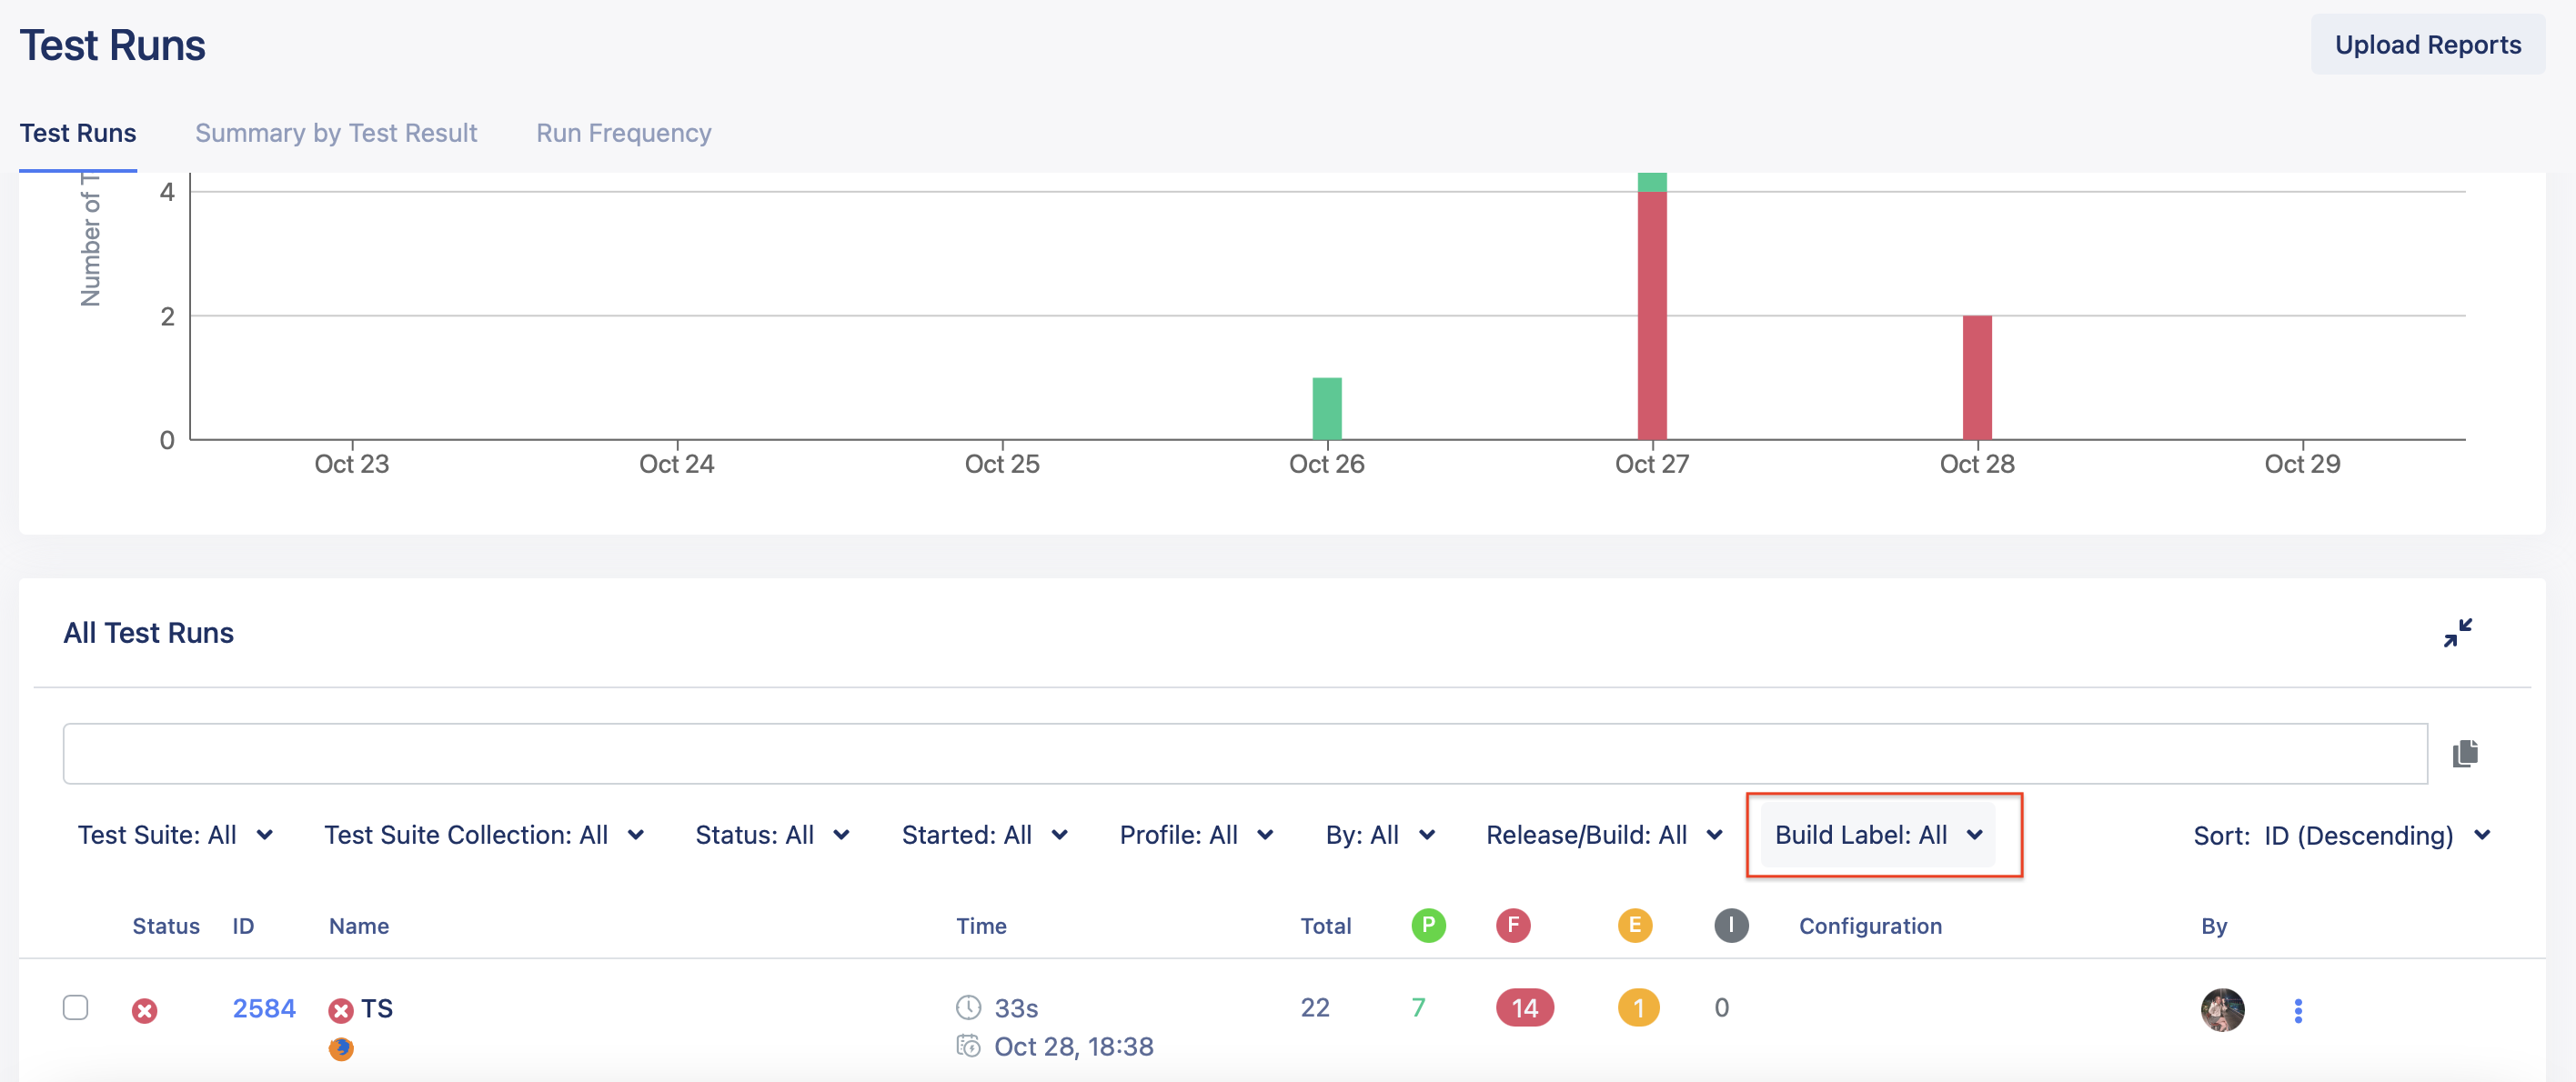 Test Runs
Upload Reports
Test Runs Summary by Test Result Run Frequency
Number of
4
2
0
Oct 23 Oct 24 Oct 25 Oct 26 Oct 27 Oct 28 Oct 29
All Test Runs
Test Suite: All Test Suite Collection: All Status: All Started: All Profile: All By: All Release/Build: All Build Label: All Sort: ID (Descending)
Status ID Name Time Total P F E I Configuration By
2584 TS 33s 22 7 14 1 0
Oct 28, 18:38